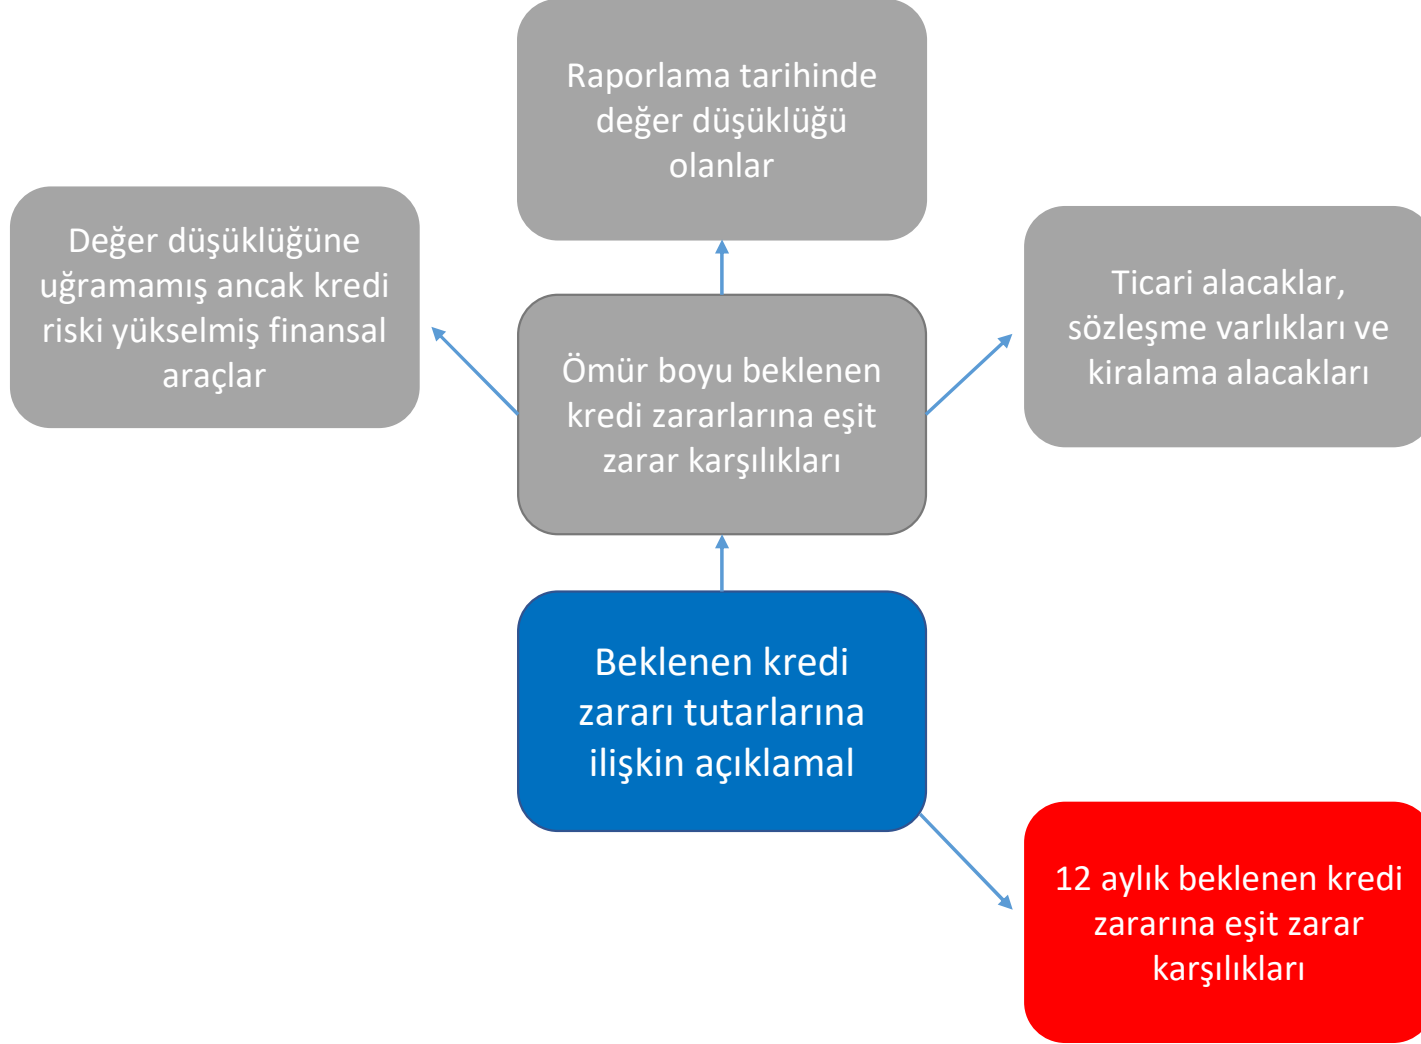 Raporlama tarihinde
değer düşüklüğü
olanlar
Değer düşüklüğüne
uğramamış ancak kredi
riski yükselmiş finansal
araçlar
Ticari alacaklar,
sözleşme varlıkları ve
kiralama alacakları
Ömür boyu beklenen
kredi zararlarına eşit
zarar karşılıkları
Beklenen kredi
zararı tutarlarına
ilişkin açıklamal
12 aylık beklenen kredi
zararına eşit zarar
karşılıkları